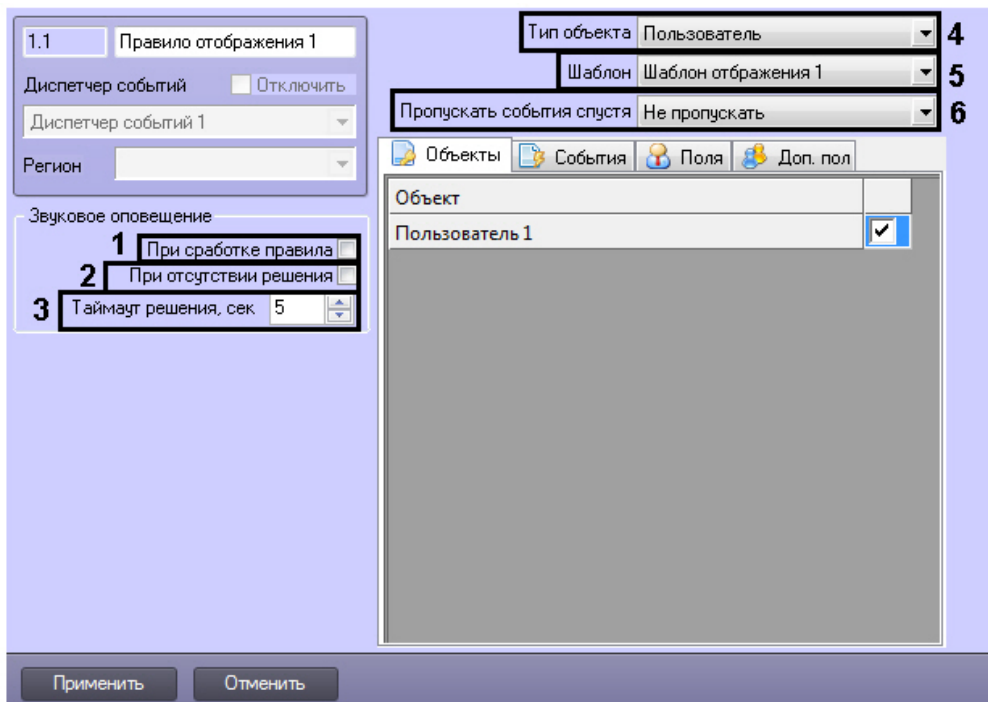 1.1 Правило отображения 1
Диспетчер событий Отключить
Диспетчер событий 1
Регион
Звуковое оповещение
1 При сработке правила
2 При отсутствии решения
3 Таймаут решения, сек 5
Тип объекта Пользователь 4
Шаблон Шаблон отбражения 1 5
Пропускать события спустя Не пропускать 6
Объекты События Поля Доп. пол
Объект
Пользователь 1
Применить Отменить